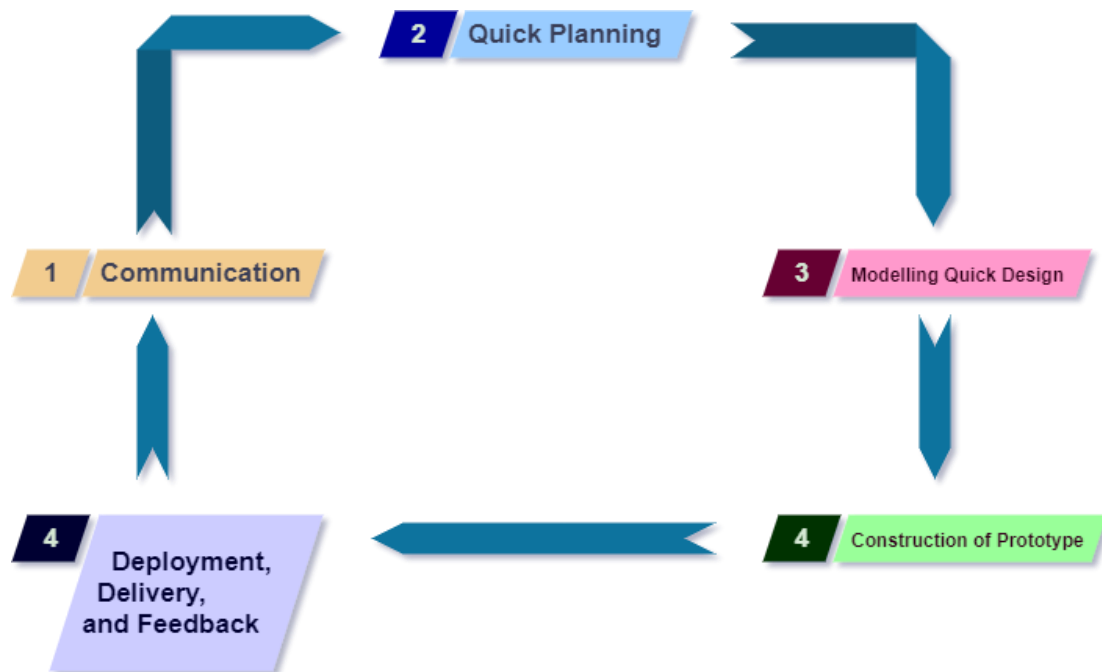 2 Quick Planning
1 Communication
3 Modelling Quick Design
4 Construction of Prototype
4 Deployment,
Delivery,
and Feedback